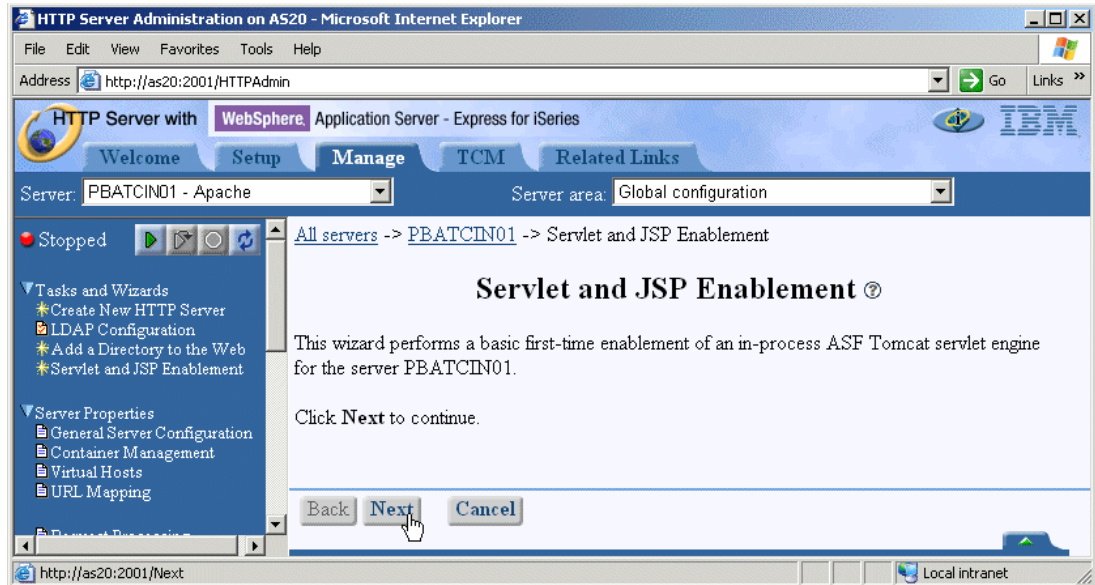 HTTP Server Administration on AS20 - Microsoft Internet Explorer
File Edit View Favorites Tools Help
Address http://as20:2001/HTTPAdmin Go Links »
HTTP Server with WebSphere. Application Server - Express for iSeries IBM
Welcome Setup Manage TCM Related Links
Server: PBATCIN01 - Apache Server area: Global configuration
Stopped
All servers -> PBATCIN01 -> Servlet and JSP Enablement
Tasks and Wizards
Create New HTTP Server
LDAP Configuration
Add a Directory to the Web
Servlet and JSP Enablement
Server Properties
General Server Configuration
Container Management
Virtual Hosts
URL Mapping
Servlet and JSP Enablement ?
This wizard performs a basic first-time enablement of an in-process ASF Tomcat servlet engine
for the server PBATCIN01.
Click Next to continue.
Back Next Cancel
http://as20:2001/Next Local intranet